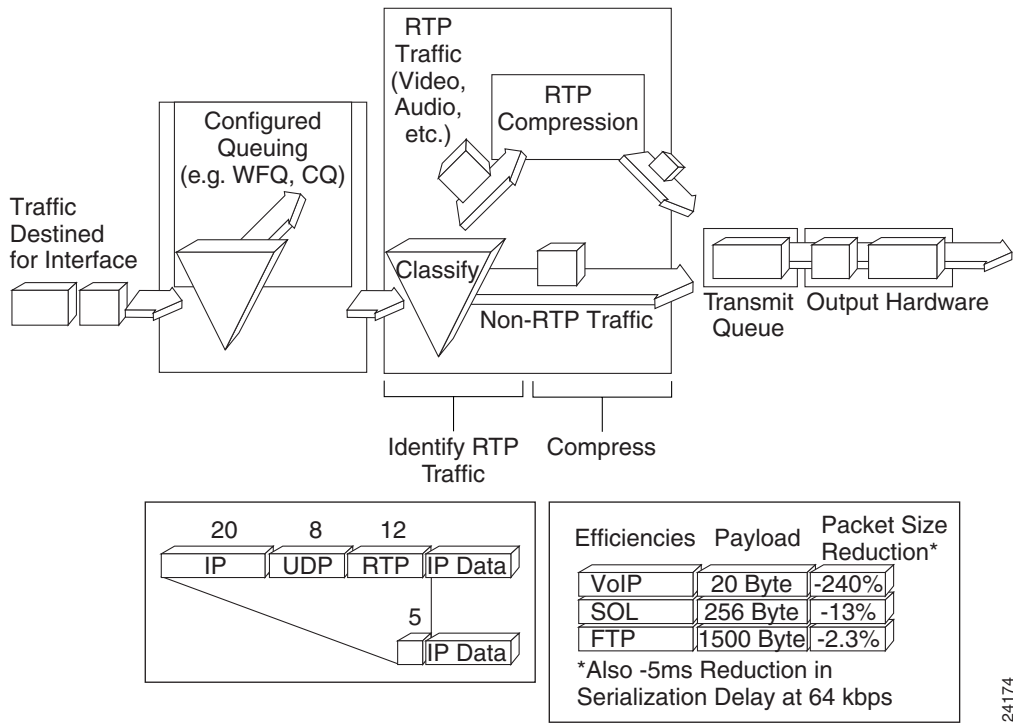 Traffic
Destined
for Interface
Configured
Queuing
(e.g. WFQ, CQ)
RTP
Traffic
(Video,
Audio,
etc.)
RTP
Compression
Classify
Non-RTP Traffic
Transmit
Queue
Output Hardware
Identify RTP
Traffic
Compress
20 8 12
IP UDP RTP IP Data
5
IP Data
Efficiencies Payload Packet Size
Reduction*
VoIP 20 Byte -240%
SOL 256 Byte -13%
FTP 1500 Byte -2.3%
*Also -5ms Reduction in
Serialization Delay at 64 kbps
24174